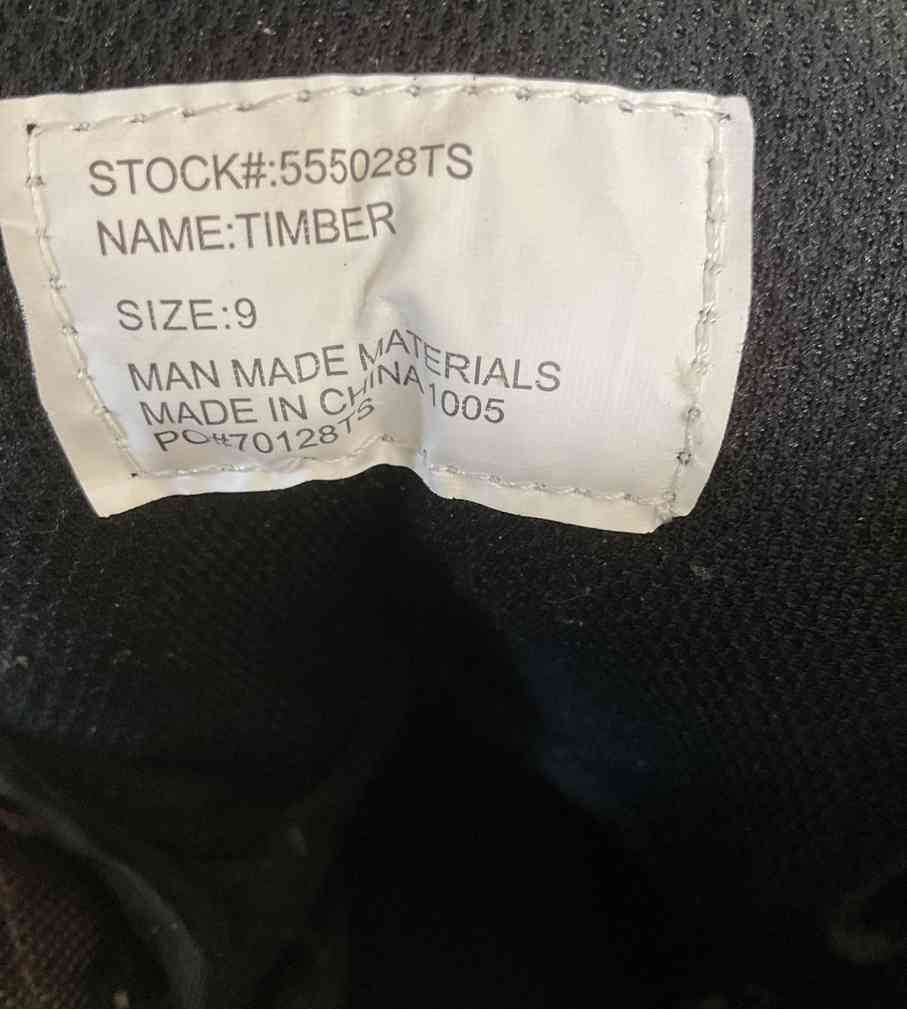 STOCK#:555028TS
NAME:TIMBER
SIZE:9
MAN MADE MATERIALS
MADE IN CHINA 1005
PO#70128TS